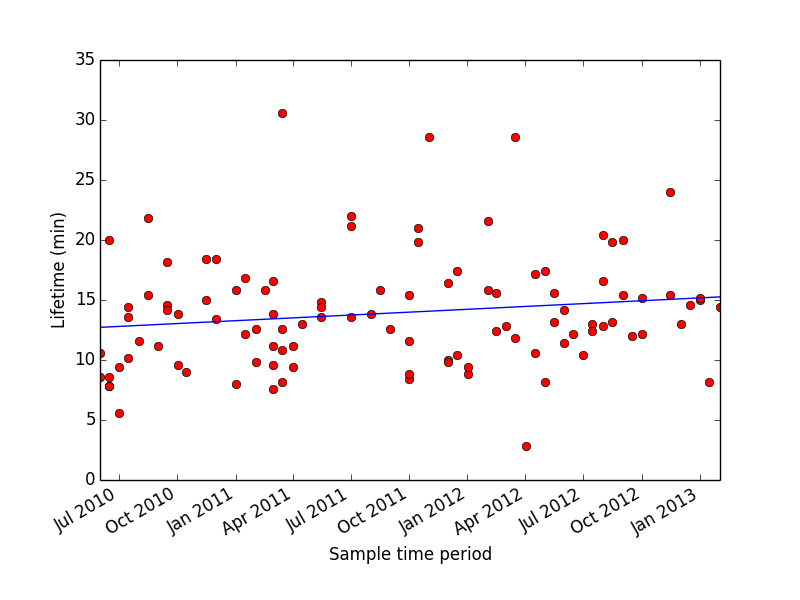 35
30
25
20
15
10
5
0
Lifetime (min)
Jul 2010
Oct 2010
Jan 2011
Apr 2011
Jul 2011
Oct 2011
Jan 2012
Apr 2012
Jul 2012
Oct 2012
Jan 2013
Sample time period